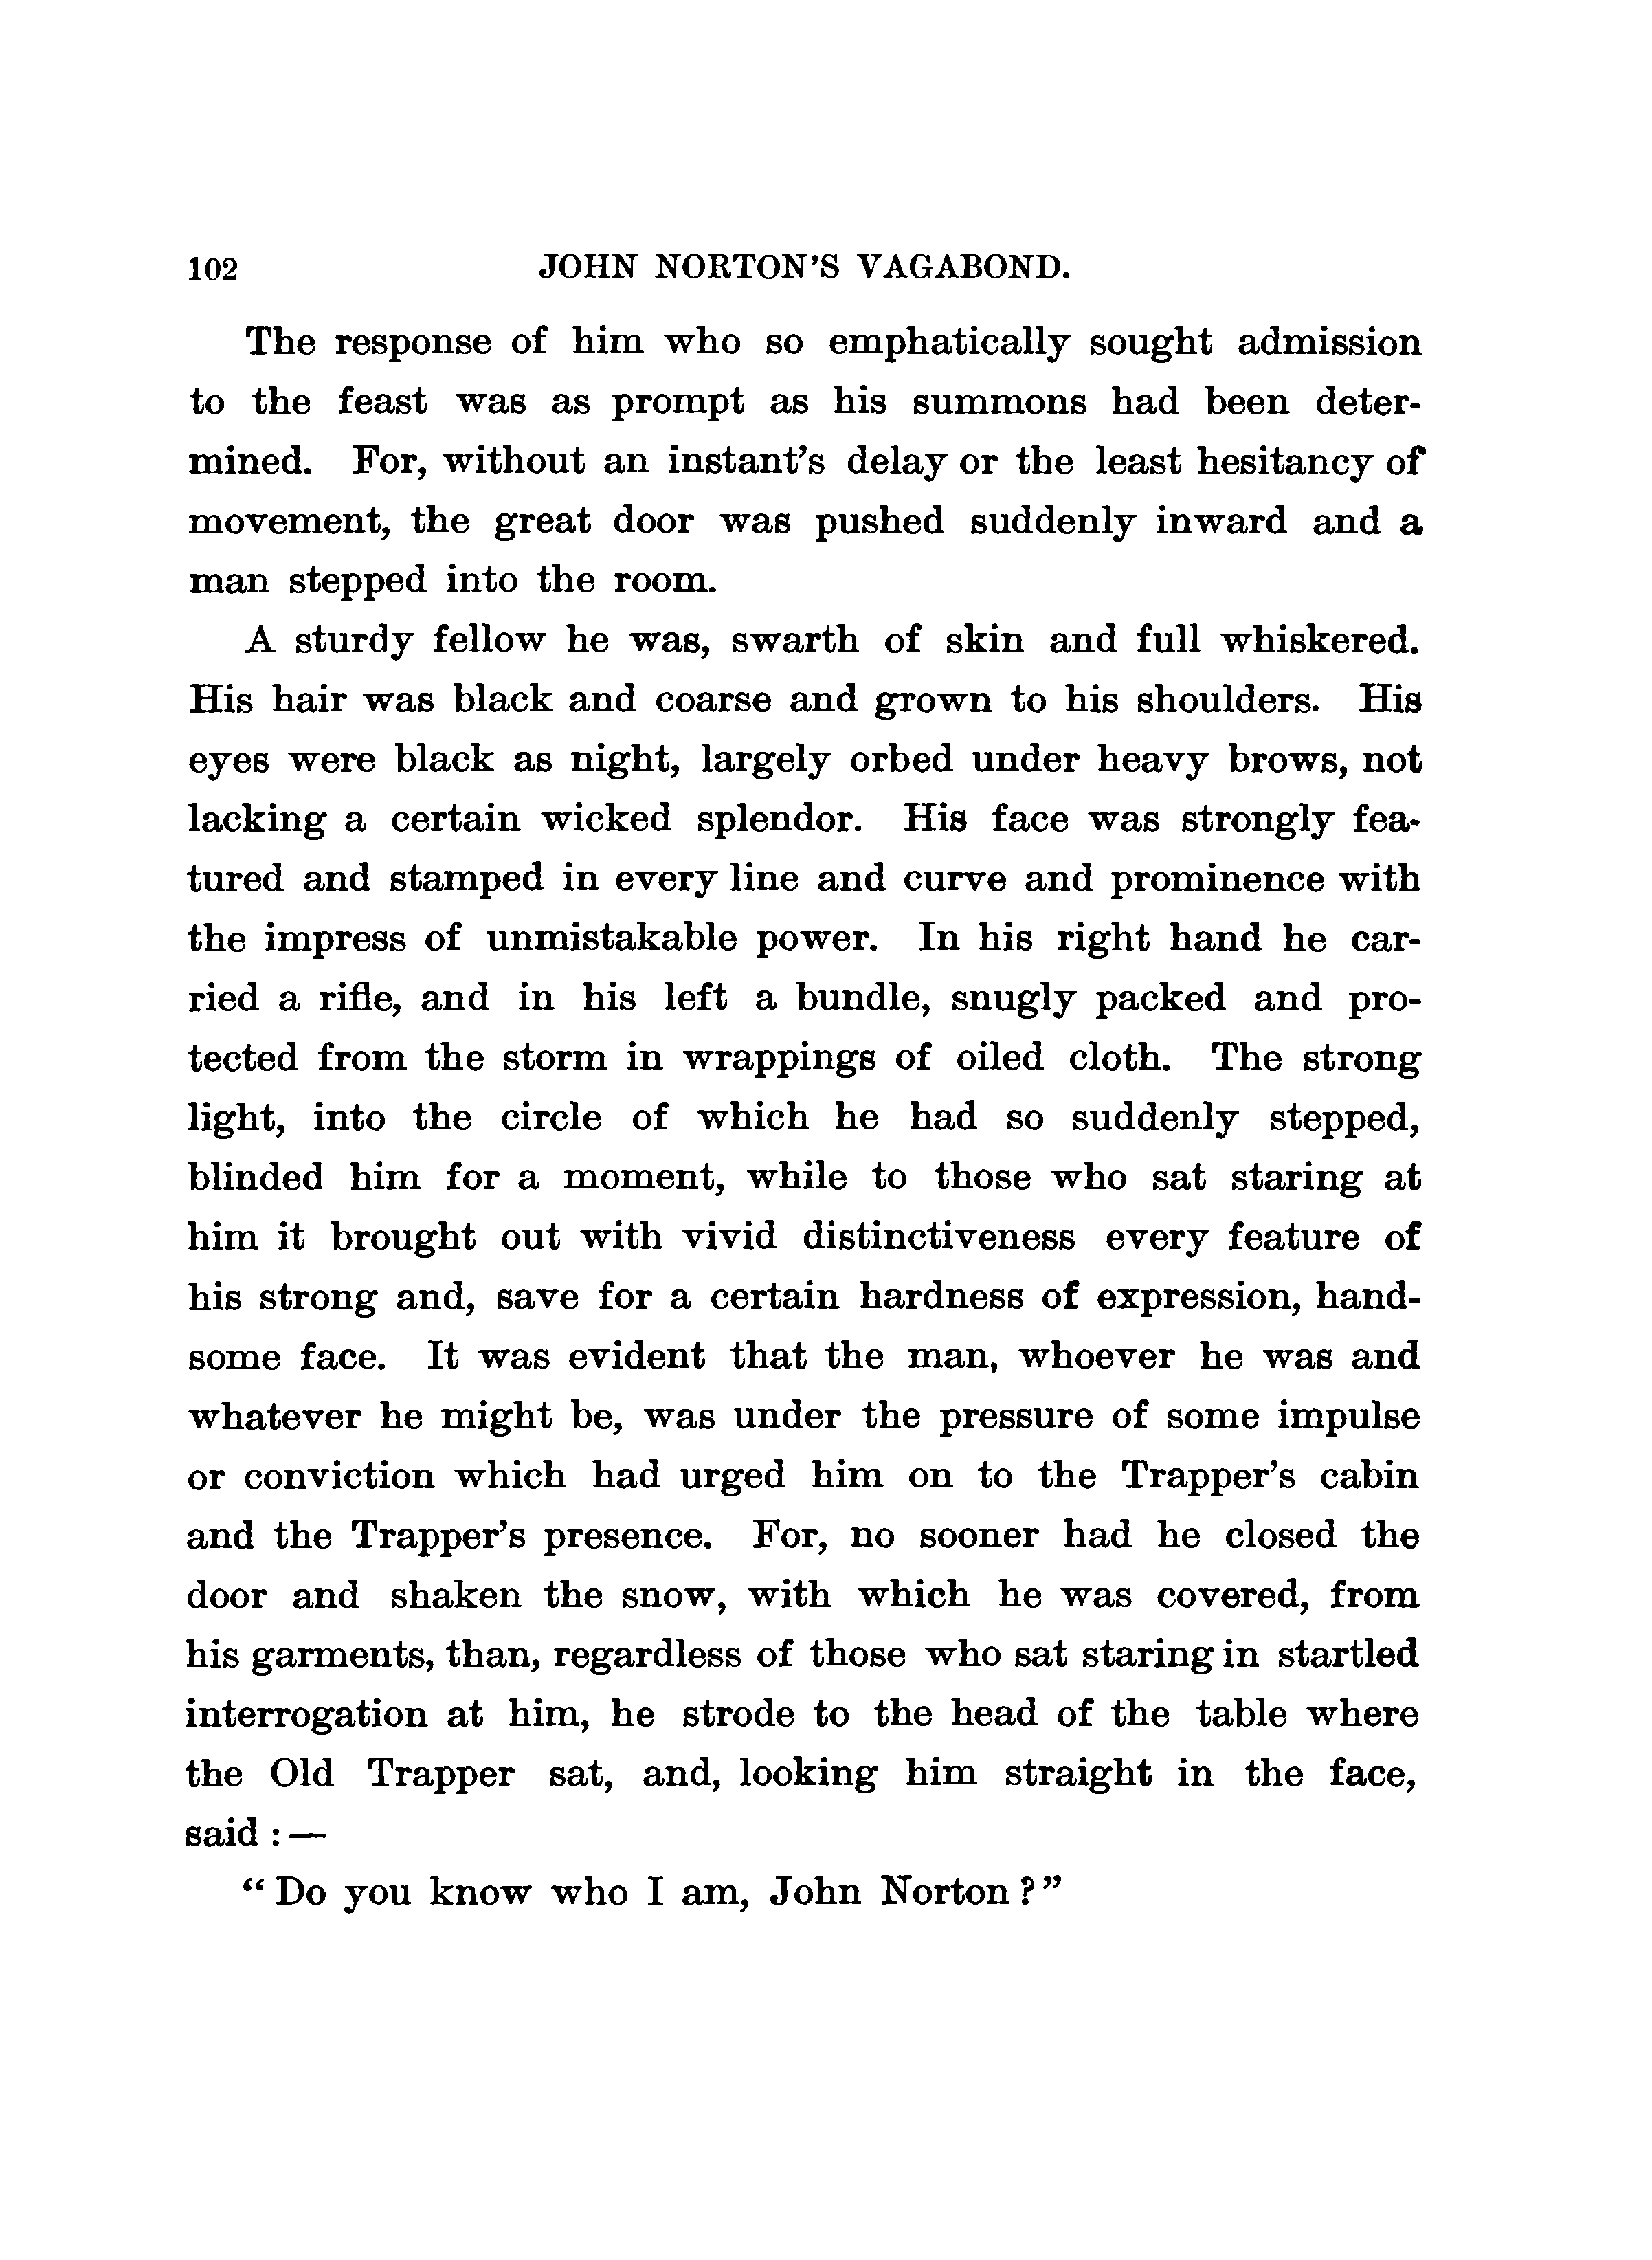 102 JOHN NORTON'S VAGABOND.
The response of him who so emphatically sought admission
to the feast was as prompt as his summons had been deter-
mined. For, without an instant's delay or the least hesitancy of
movement, the great door was pushed suddenly inward and a
man stepped into the room.
A sturdy fellow he was, swarth of skin and full whiskered.
His hair was black and coarse and grown to his shoulders. His
eyes were black as night, largely orbed under heavy brows, not
lacking a certain wicked splendor. His face was strongly fea-
tured and stamped in every line and curve and prominence with
the impress of unmistakable power. In his right hand he car-
ried a rifle, and in his left a bundle, snugly packed and pro-
tected from the storm in wrappings of oiled cloth. The strong
light, into the circle of which he had so suddenly stepped,
blinded him for a moment, while to those who sat staring at
him it brought out with vivid distinctiveness every feature of
his strong and, save for a certain hardness of expression, hand-
some face. It was evident that the man, whoever he was and
whatever he might be, was under the pressure of some impulse
or conviction which had urged him on to the Trapper's cabin
and the Trapper's presence. For, no sooner had he closed the
door and shaken the snow, with which he was covered, from
his garments, than, regardless of those who sat staring in startled
interrogation at him, he strode to the head of the table where
the Old Trapper sat, and, looking him straight in the face,
said : —
“ Do you know who I am, John Norton ? ”